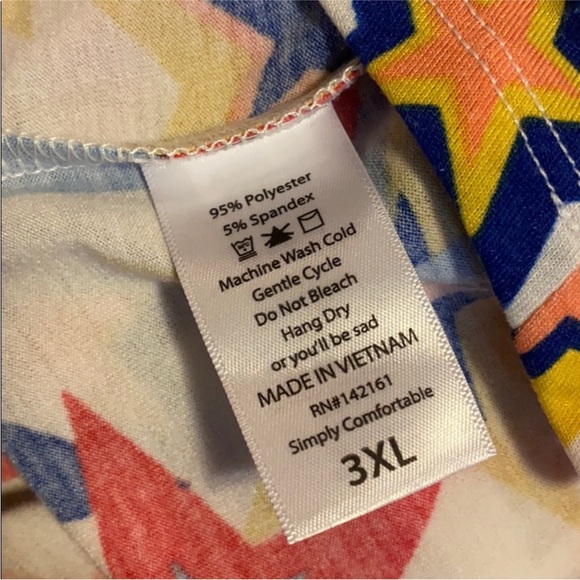 95% Polyester
5% Spandex
Machine Wash Cold
Gentle Cycle
Do Not Bleach
Hang Dry
or you'll be sad
MADE IN VIETNAM
RN#142161
Simply Comfortable
3XL